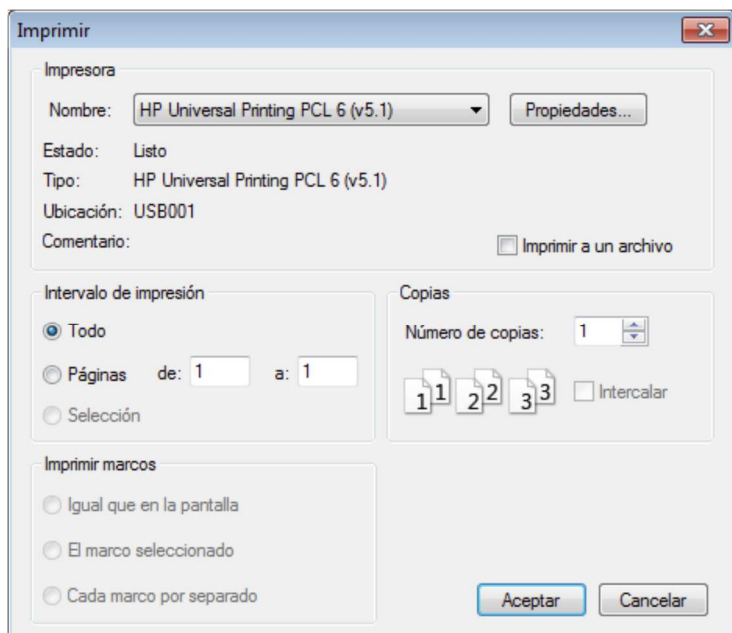 Imprimir
Impresora
Nombre: HP Universal Printing PCL 6 (v5.1) Propiedades...
Estado: Listo
Tipo: HP Universal Printing PCL 6 (v5.1)
Ubicación: USB001
Comentario: Imprimir a un archivo
Intervalo de impresión
Todo
Páginas de: 1 a: 1
Selección
Copias
Número de copias: 1
1 1 2 2 3 3 Intercalar
Imprimir marcos
Igual que en la pantalla
El marco seleccionado
Cada marco por separado
Aceptar Cancelar